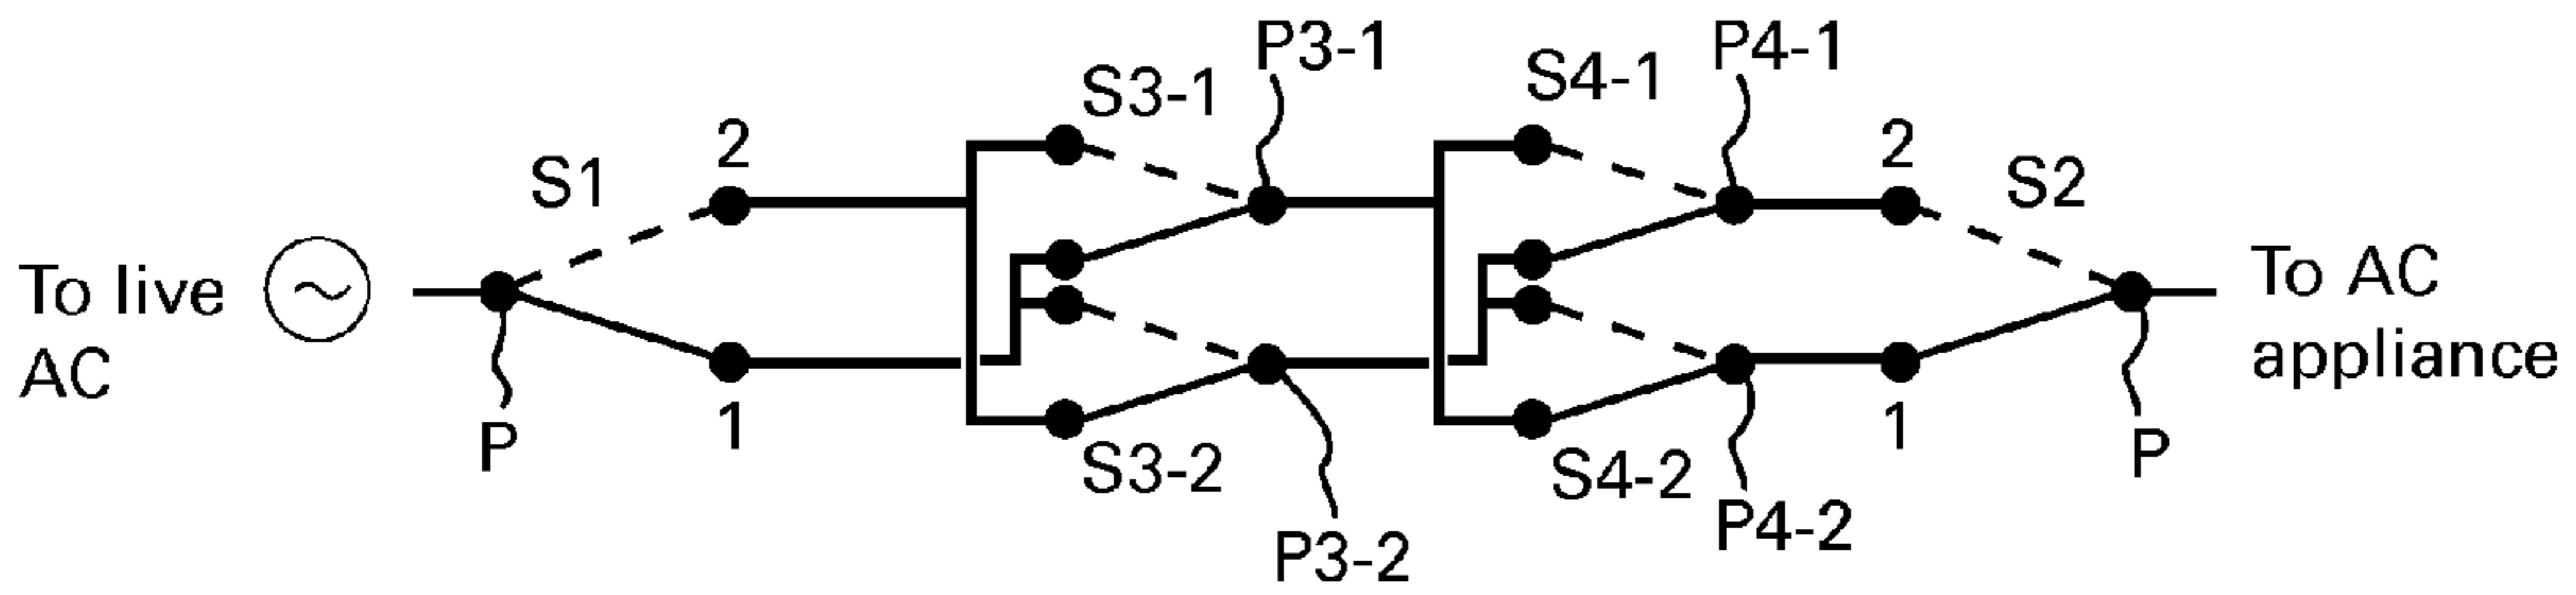 P3-1
P4-1
S4-1
S3-1
2
2
S1
S2
To live
AC
To AC
appliance
1
1
P
P
S3-2
S4-2
P4-2
P3-2